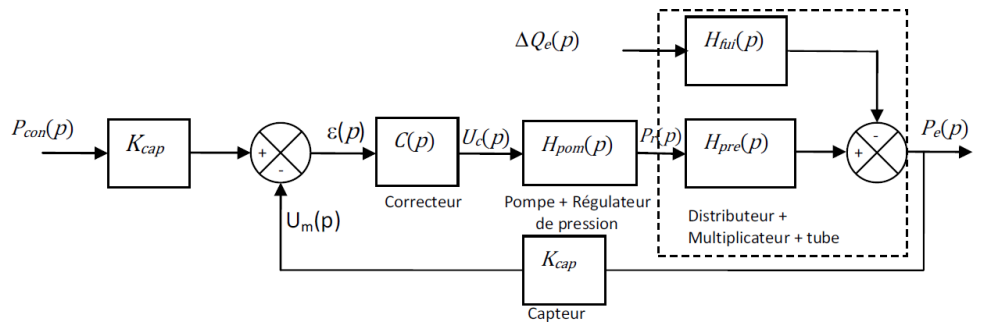 ΔQe(p)
Hfui(p)
Pcon(p)
Kcap
+
-
ε(p)
C(p)
Uc(p)
Hpom(p)
Pr(p)
Hpre(p)
-
+
Pe(p)
Um(p)
Correcteur
Pompe + Régulateur
de pression
Distributeur +
Multiplicateur + tube
Kcap
Capteur